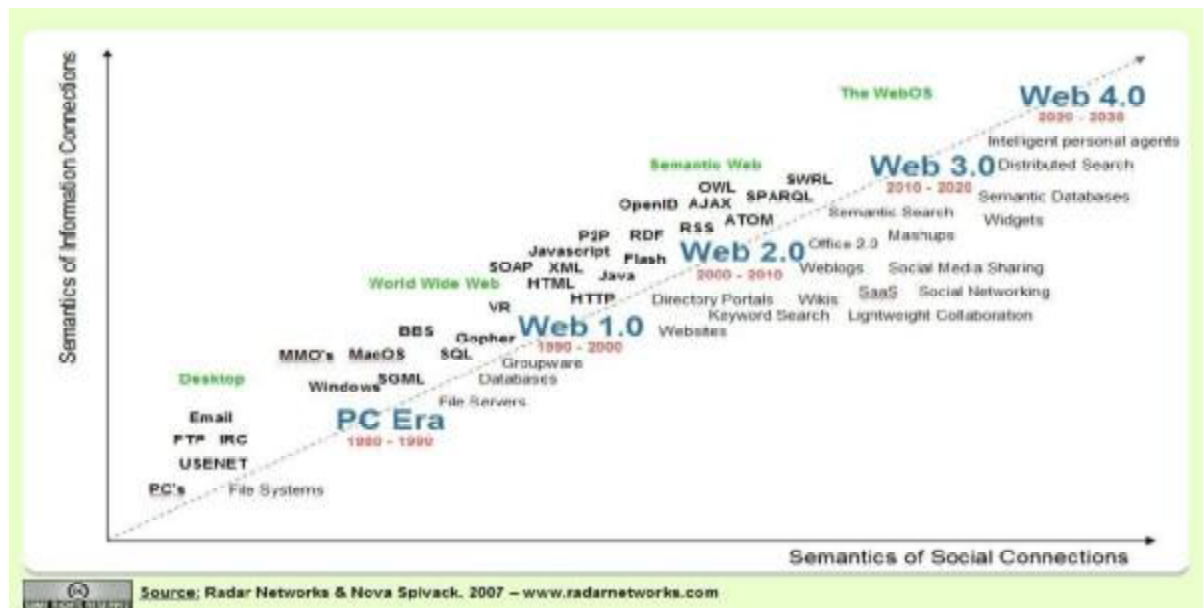 Semantics of Information Connections
The WebOS
Web 4.0
2020 - 2030
Intelligent personal agents
Web 3.0
Distributed Search
2010 - 2020
Semantic Databases
Semantic Web
SWRL
OWL
SPARQL
OpenID
AJAX
Semantic Search
Widgets
ATOM
RSS
Mashups
P2P
RDF
Office 2.0
Javascript
Flash
Web 2.0
2000 - 2010
Weblogs
Social Media Sharing
SOAP
XML
Java
World Wide Web
HTML
SaaS
Social Networking
HTTP
Directory Portals
Wikis
VR
Keyword Search
Lightweight Collaboration
Web 1.0
1990 - 2000
Websites
BBS
Gopher
MMO's
MacOS
SQL
Groupware
Desktop
SGML
Databases
Windows
File Servers
Email
PC Era
1980 - 1990
FTP
IRC
USENET
PC's
File Systems
Semantics of Social Connections
Source: Radar Networks & Nova Spivack. 2007 – www.radarnetworks.com